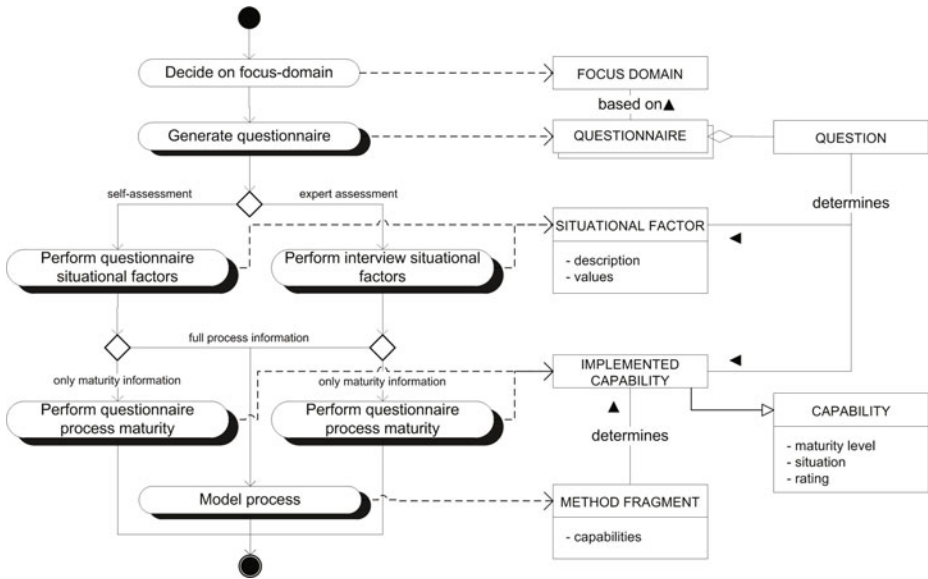 Decide on focus-domain
FOCUS DOMAIN
based on▲
Generate questionnaire
QUESTIONNAIRE
QUESTION
self-assessment
expert assessment
determines
Perform questionnaire
situational factors
Perform interview situational
factors
SITUATIONAL FACTOR
- description
- values
full process information
only maturity information
only maturity information
IMPLEMENTED
CAPABILITY
Perform questionnaire
process maturity
Perform questionnaire
process maturity
determines
CAPABILITY
- maturity level
- situation
- rating
Model process
METHOD FRAGMENT
- capabilities